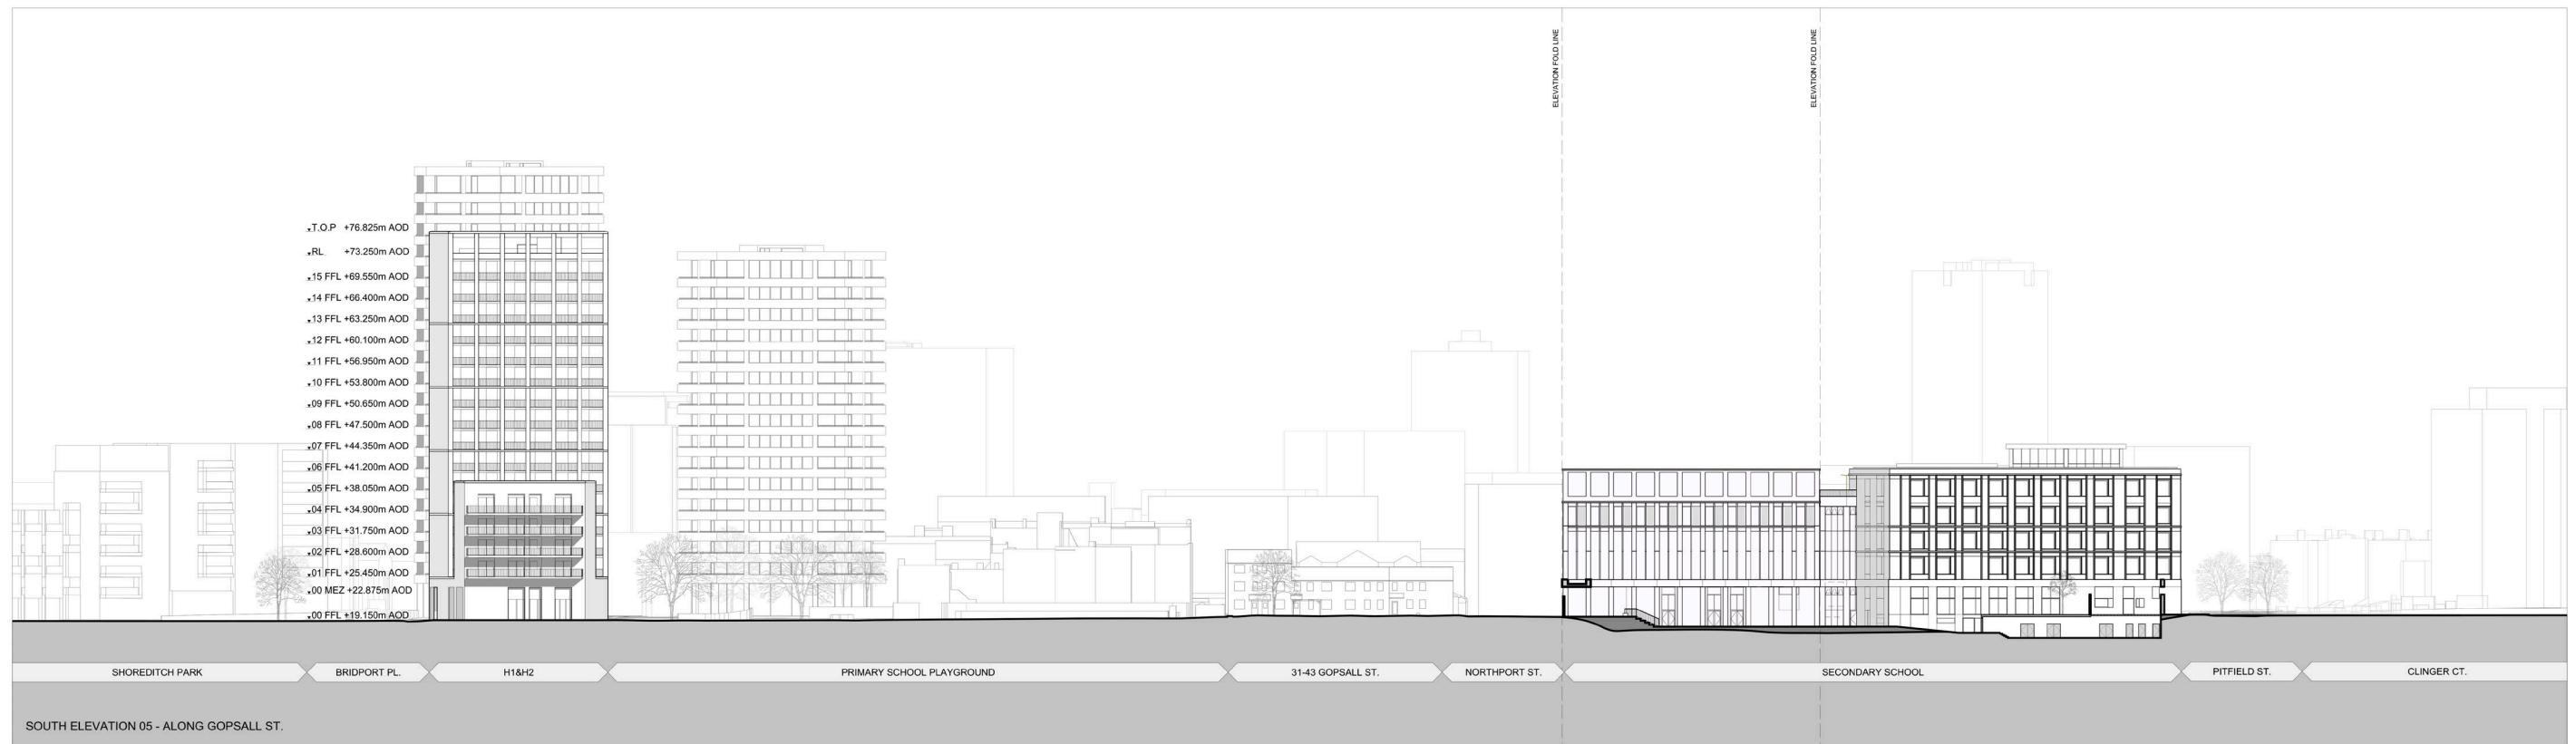 ELEVATION FOLD LINE
ELEVATION FOLD LINE
T.O.P +76.825m AOD
RL +73.250m AOD
15 FFL +69.550m AOD
14 FFL +66.400m AOD
13 FFL +63.250m AOD
12 FFL +60.100m AOD
11 FFL +56.950m AOD
10 FFL +53.800m AOD
09 FFL +50.650m AOD
08 FFL +47.500m AOD
07 FFL +44.350m AOD
06 FFL +41.200m AOD
05 FFL +38.050m AOD
04 FFL +34.900m AOD
03 FFL +31.750m AOD
02 FFL +28.600m AOD
01 FFL +25.450m AOD
00 MEZ +22.875m AOD
00 FFL +19.150m AOD
SHOREDITCH PARK BRIDPORT PL. H1&H2 PRIMARY SCHOOL PLAYGROUND 31-43 GOPSALL ST. NORTHPORT ST. SECONDARY SCHOOL PITFIELD ST. CLINGER CT.
SOUTH ELEVATION 05 - ALONG GOPSALL ST.